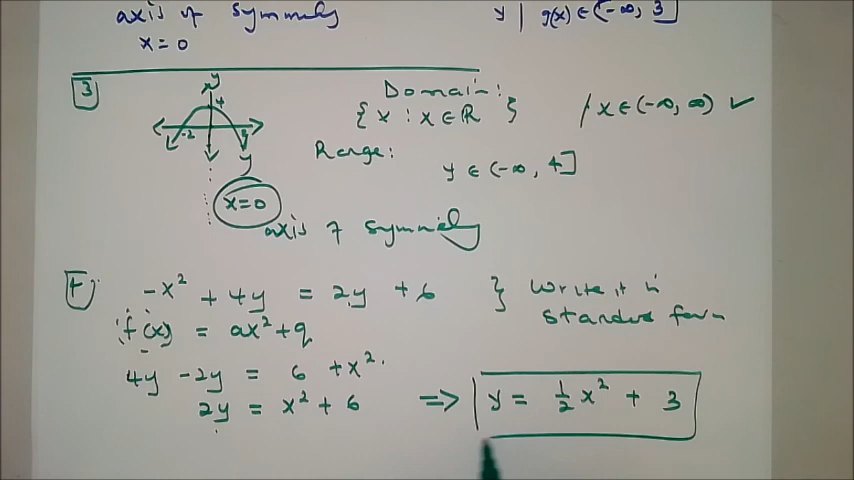 axis of symmetry
x = 0
y | g(x) ∈ (-∞, 3]
3
y
4
-2
Domain:
{ x : x ∈ ℝ } / x ∈ (-∞, ∞) ✓
Range:
y ∈ (-∞, 4]
x = 0
axis of symmetry
4
-x² + 4y = 2y + 6 } Write it in
standard form
f(x) = ax² + q
4y - 2y = 6 + x²
2y = x² + 6 ⇒ y = 1/2 x² + 3